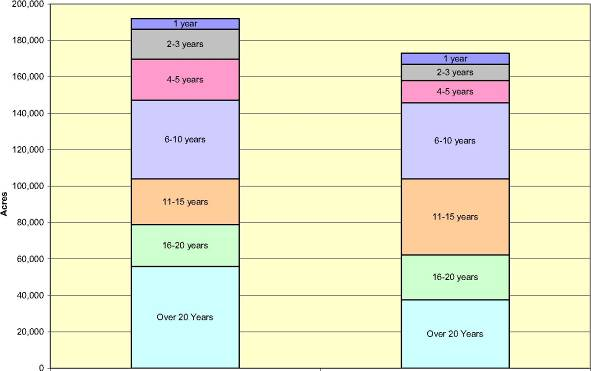 200,000
180,000
160,000
140,000
120,000
100,000
80,000
60,000
40,000
20,000
0
Acres
1 year
2-3 years
4-5 years
6-10 years
11-15 years
16-20 years
Over 20 Years
1 year
2-3 years
4-5 years
6-10 years
11-15 years
16-20 years
Over 20 Years